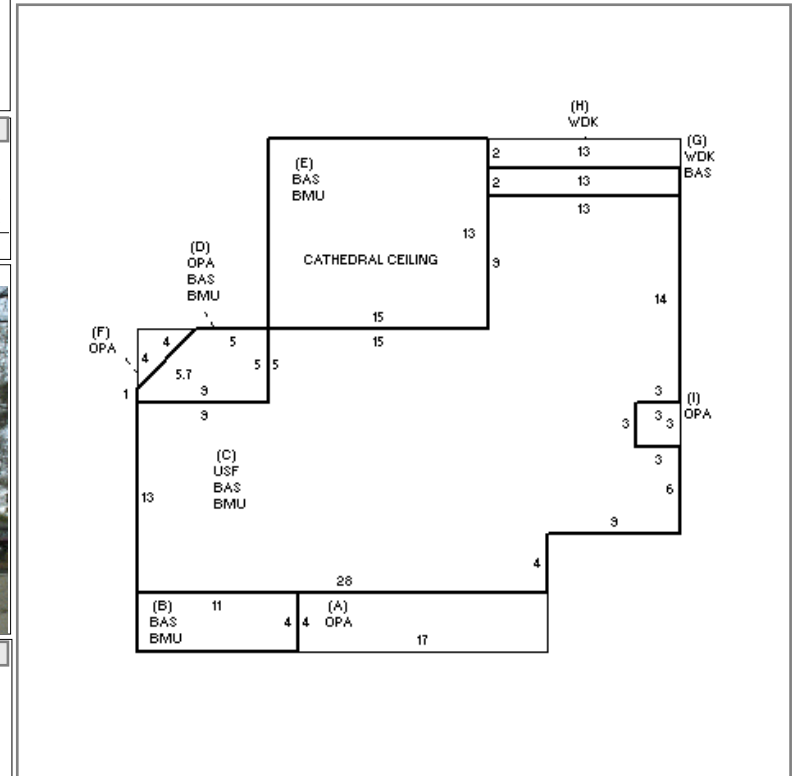 (H)
WDK
2
13
(G)
WDK
BAS
2
13
13
(E)
BAS
BMU
13
CATHEDRAL CEILING
9
15
15
14
(D)
OPA
BAS
BMU
(F)
OPA
4
4
5
5.7
5
5
1
9
9
3
(I)
OPA
3
3
3
3
6
9
(C)
USF
BAS
BMU
13
4
28
(B)
BAS
BMU
11
4
4
(A)
OPA
17